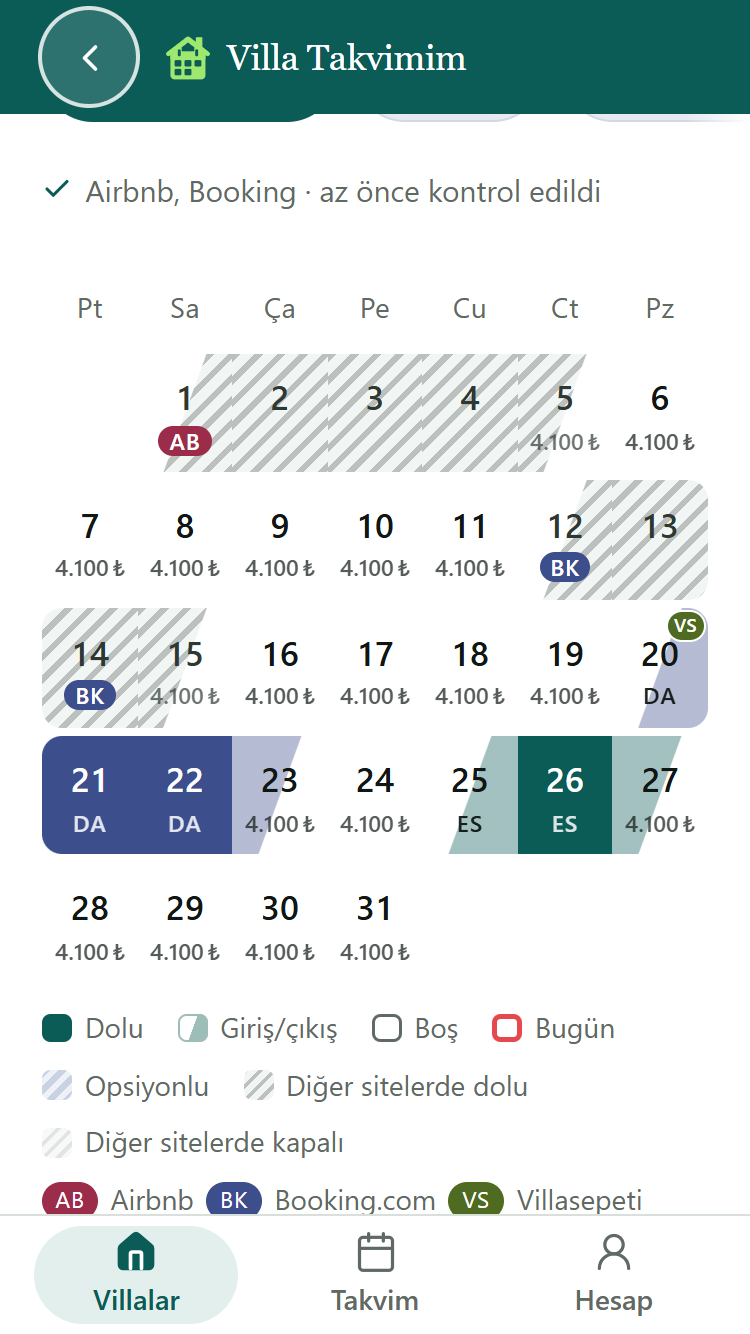 Villa Takvimim
Airbnb, Booking · az önce kontrol edildi
Pt Sa Ça Pe Cu Ct Pz
1 2 3 4 5 6
AB 4.100 ₺ 4.100 ₺
7 8 9 10 11 12 13
4.100 ₺ 4.100 ₺ 4.100 ₺ 4.100 ₺ 4.100 ₺ BK
VS
14 15 16 17 18 19 20
BK 4.100 ₺ 4.100 ₺ 4.100 ₺ 4.100 ₺ 4.100 ₺ DA
21 22 23 24 25 26 27
DA DA 4.100 ₺ 4.100 ₺ ES ES 4.100 ₺
28 29 30 31
4.100 ₺ 4.100 ₺ 4.100 ₺ 4.100 ₺
Dolu Giriş/çıkış Boş Bugün
Opsiyonlu Diğer sitelerde dolu
Diğer sitelerde kapalı
AB Airbnb BK Booking.com VS Villasepeti
Villalar Takvim Hesap